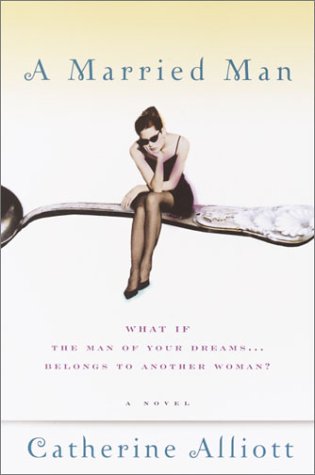 A Married Man
WHAT IF
THE MAN OF YOUR DREAMS...
BELONGS TO ANOTHER WOMAN?
A NOVEL
Catherine Alliott